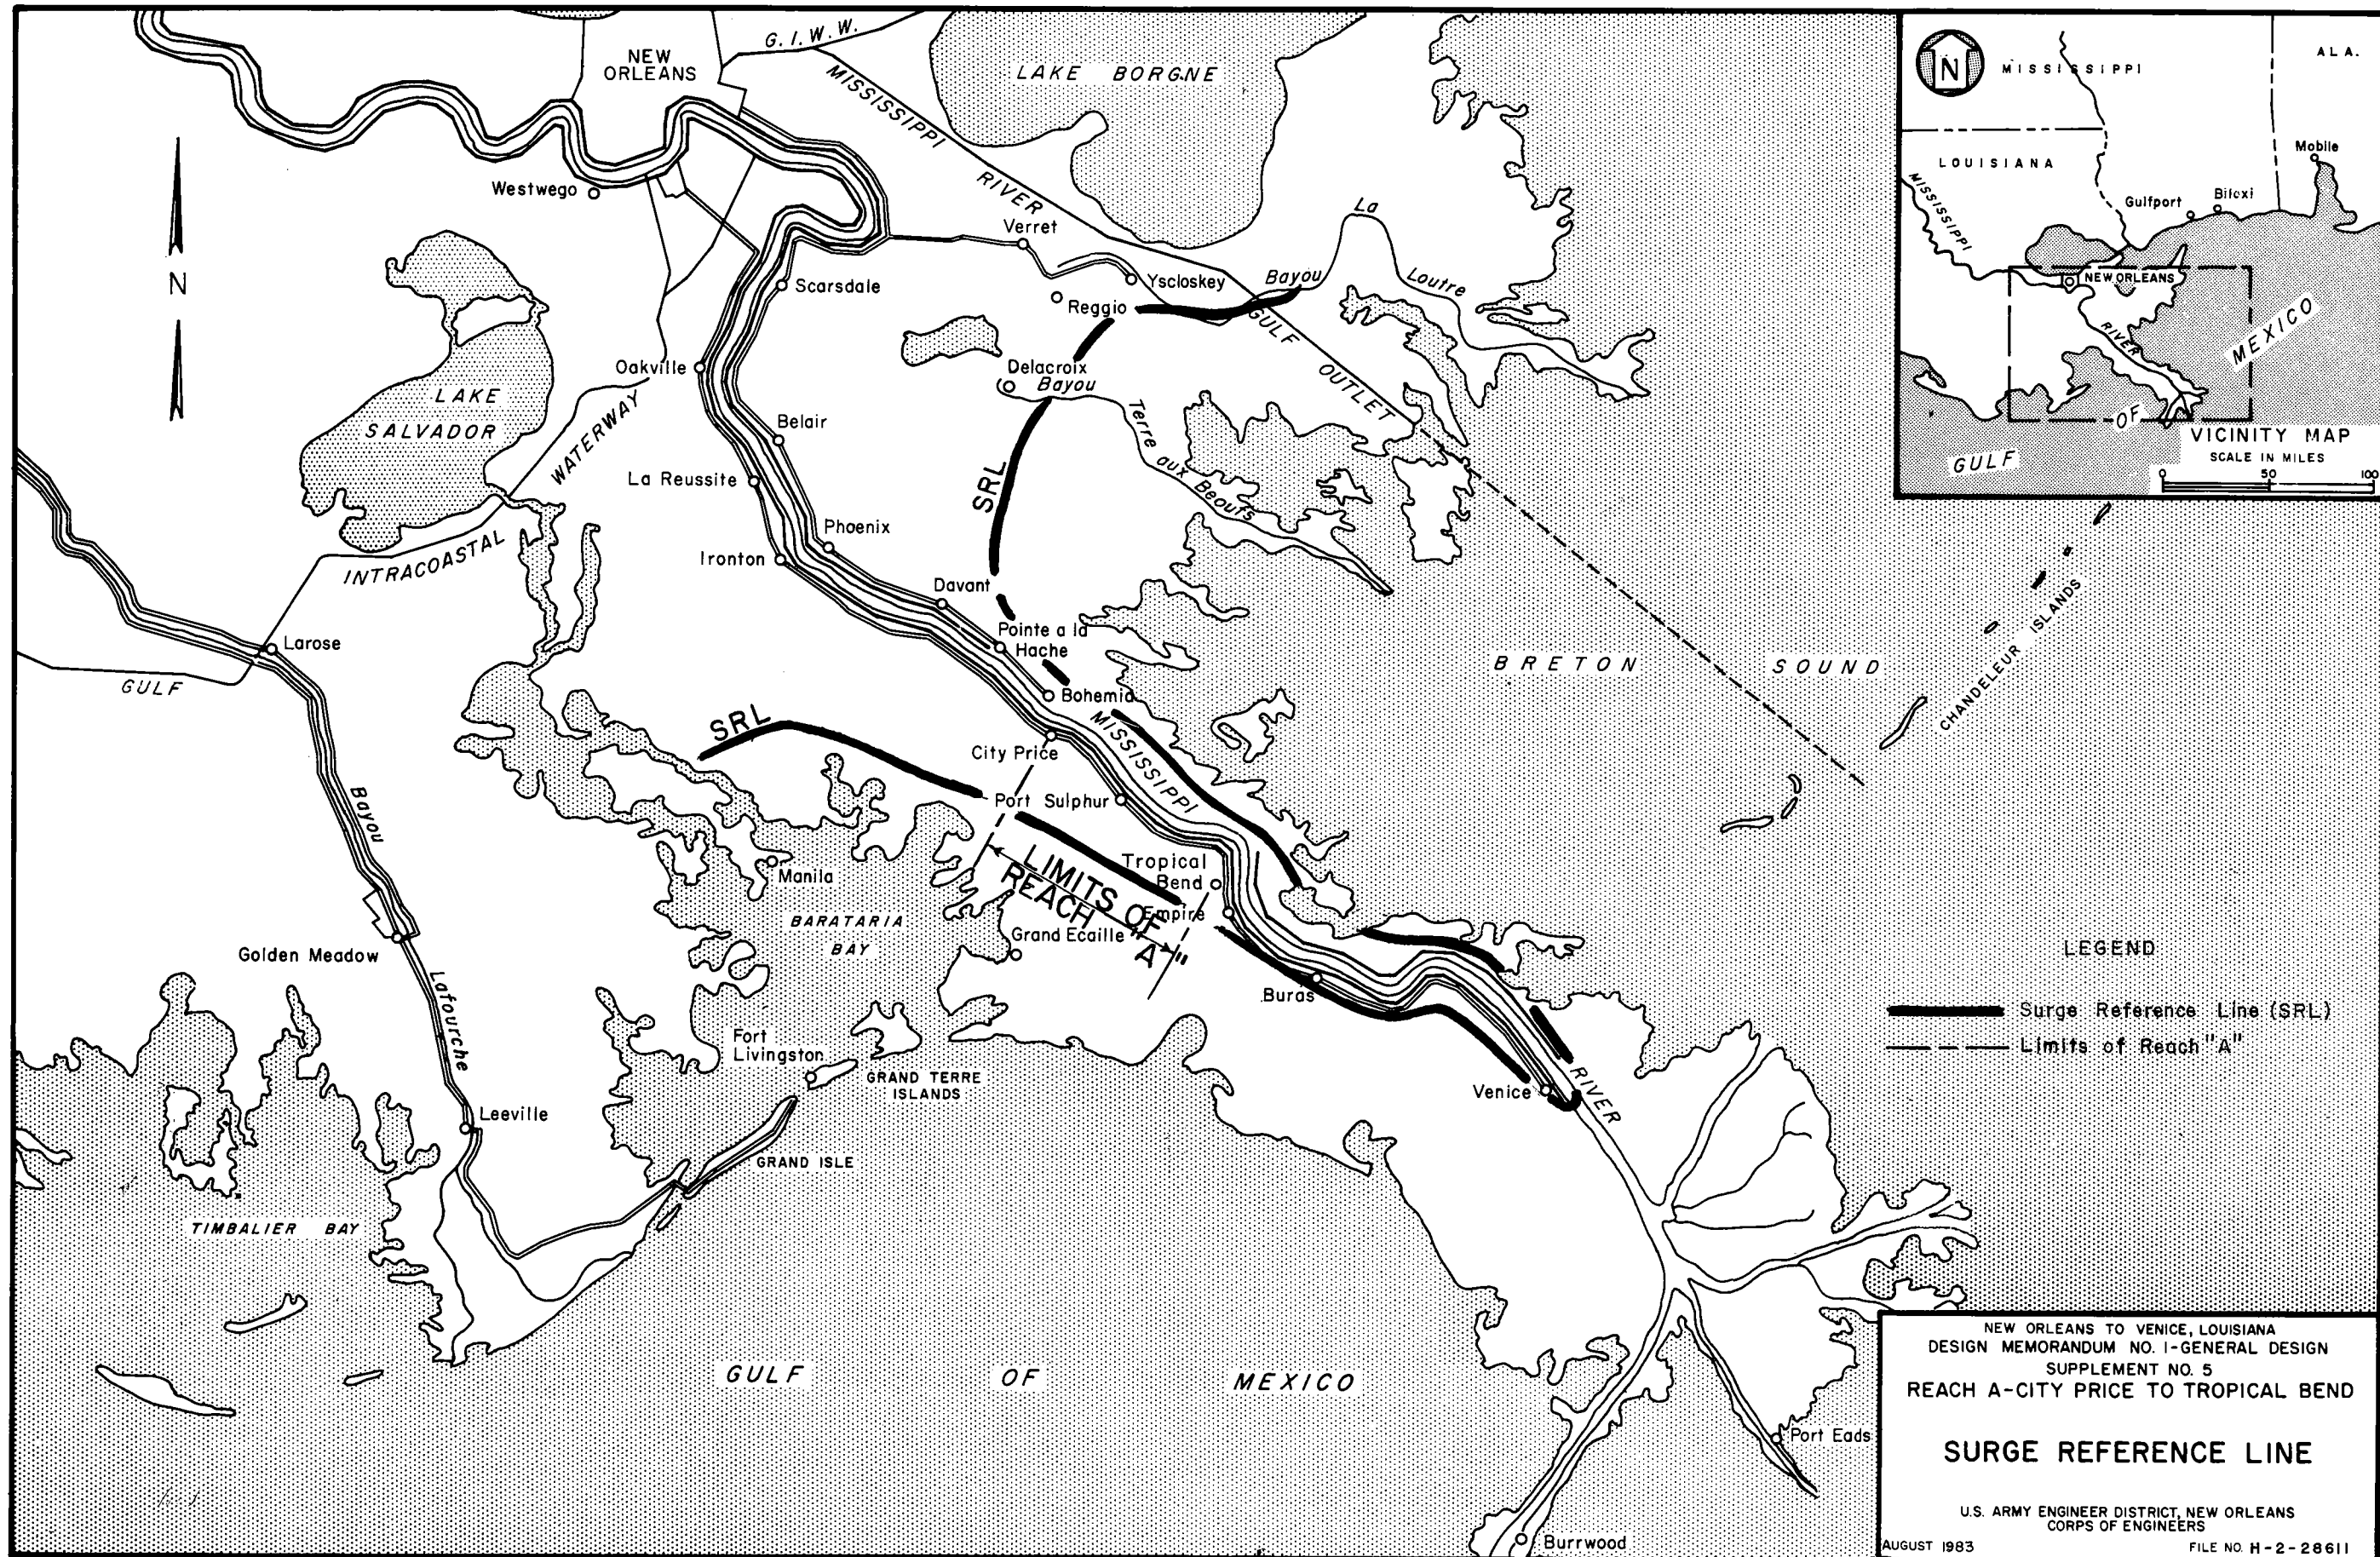 G. I. W. W.
NEW
ORLEANS
LAKE BORGNE
MISSISSIPPI
RIVER
GULF
OUTLET
Westwego
Verret
La
Bayou
Loutre
Yscloskey
Reggio
Scarsdale
N
Oakville
Delacroix
Bayou
Terre
aux Beoufs
LAKE
SALVADOR
WATERWAY
INTRACOASTAL
GULF
Belair
La Reussite
SRL
Phoenix
Ironton
Davant
Pointe a la
Hache
Bohemia
Larose
BRETON SOUND
CHANDELEUR ISLANDS
SRL
City Price
MISSISSIPPI
Port Sulphur
Tropical
Bend
LIMITS OF
REACH "A"
Empire
Manila
BARATARIA
BAY
Grand Ecaille
Bayou
Golden Meadow
Lafourche
Buras
Fort
Livingston
GRAND TERRE
ISLANDS
Venice
RIVER
Leeville
GRAND ISLE
TIMBALIER BAY
GULF OF MEXICO
Port Eads
Burrwood
N
MISSISSIPPI
ALA.
LOUISIANA
Mobile
MISSISSIPPI
Gulfport
Biloxi
NEW ORLEANS
RIVER
GULF
OF
MEXICO
VICINITY MAP
SCALE IN MILES
0 50 100
LEGEND
Surge Reference Line (SRL)
Limits of Reach "A"
NEW ORLEANS TO VENICE, LOUISIANA
DESIGN MEMORANDUM NO. 1-GENERAL DESIGN
SUPPLEMENT NO. 5
REACH A-CITY PRICE TO TROPICAL BEND
SURGE REFERENCE LINE
U.S. ARMY ENGINEER DISTRICT, NEW ORLEANS
CORPS OF ENGINEERS
AUGUST 1983 FILE NO. H-2-28611